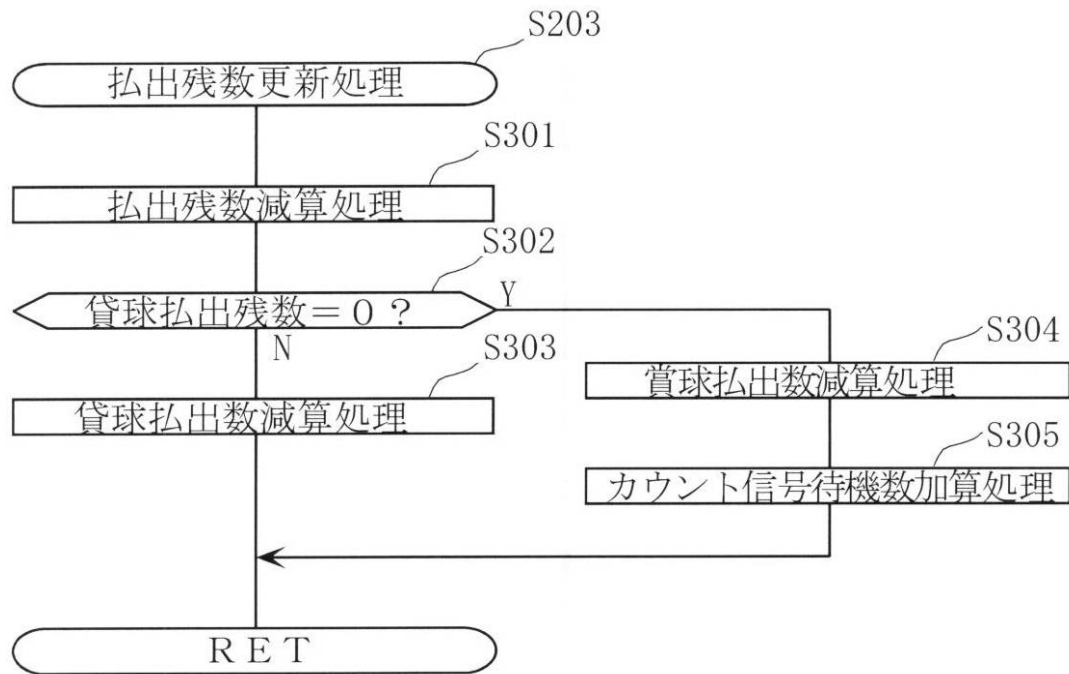 S203
払出残数更新処理
S301
払出残数減算処理
S302
貸球払出残数=0?
Y
N
S303
貸球払出数減算処理
S304
賞球払出数減算処理
S305
カウント信号待機数加算処理
RET